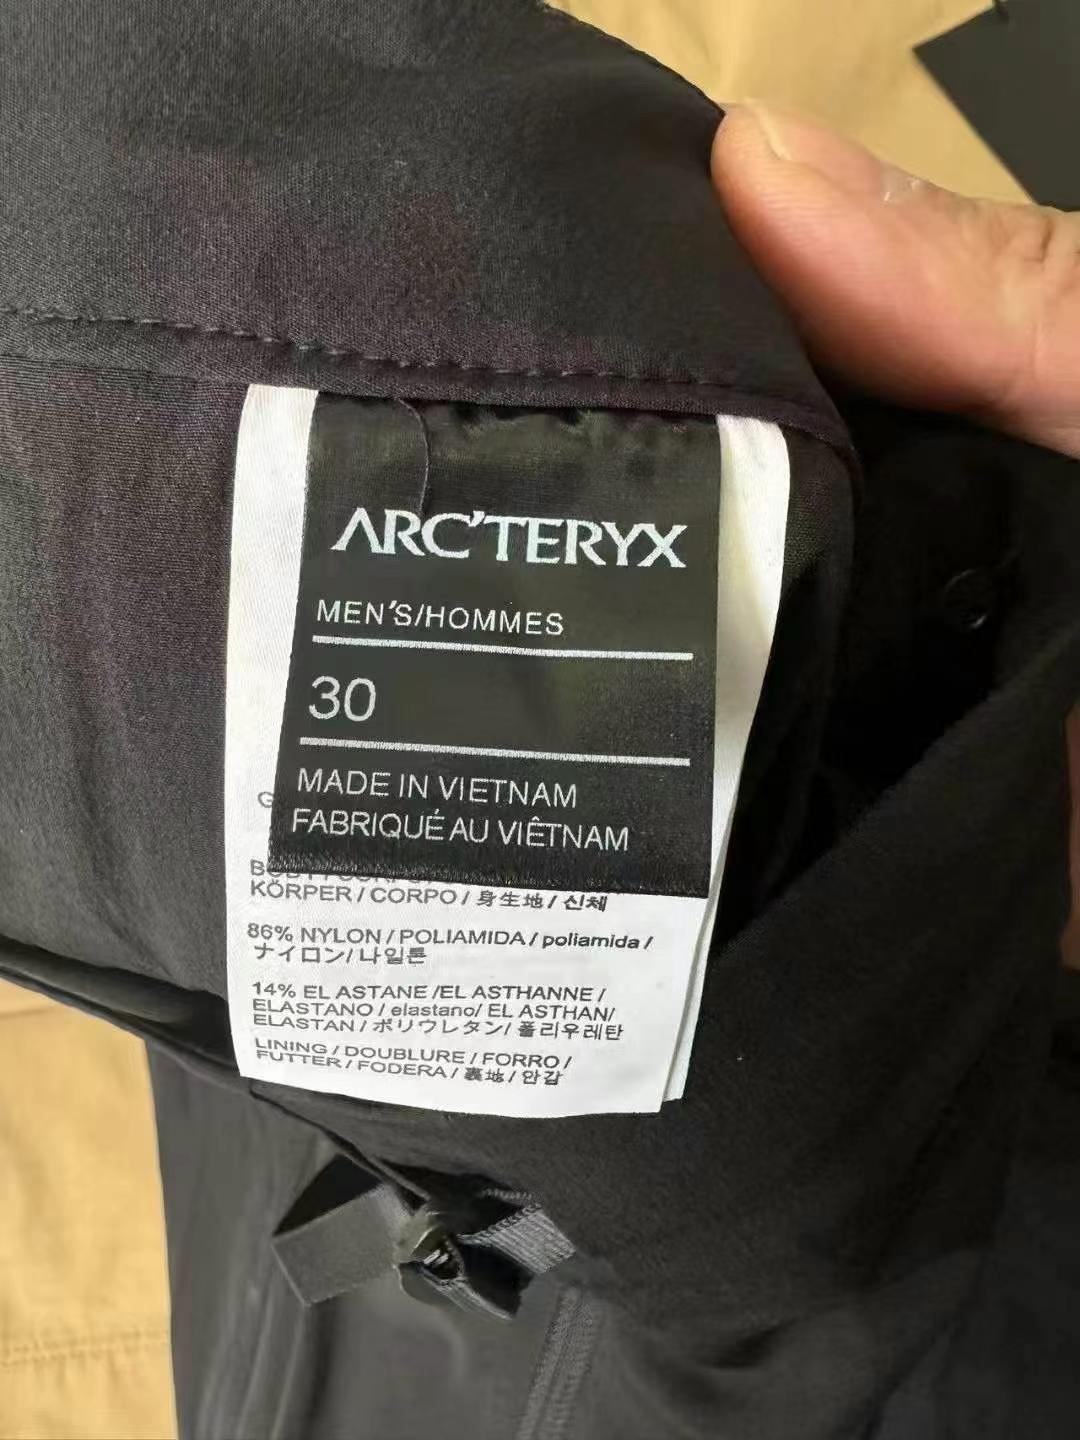 ARC'TERYX
MEN'S/HOMMES
30
MADE IN VIETNAM
FABRIQUÉ AU VIÊTNAM
KÖRPER / CORPO / 身生地 / 신체
86% NYLON / POLIAMIDA / poliamida /
ナイロン/ 나일론
14% EL ASTANE /EL ASTHANNE /
ELASTANO / elastano/ EL ASTHAN/
ELASTAN / ポリウレタン/ 폴리우레탄
LINING / DOUBLURE / FORRO /
FUTTER / FODERA / 裏地 / 안감